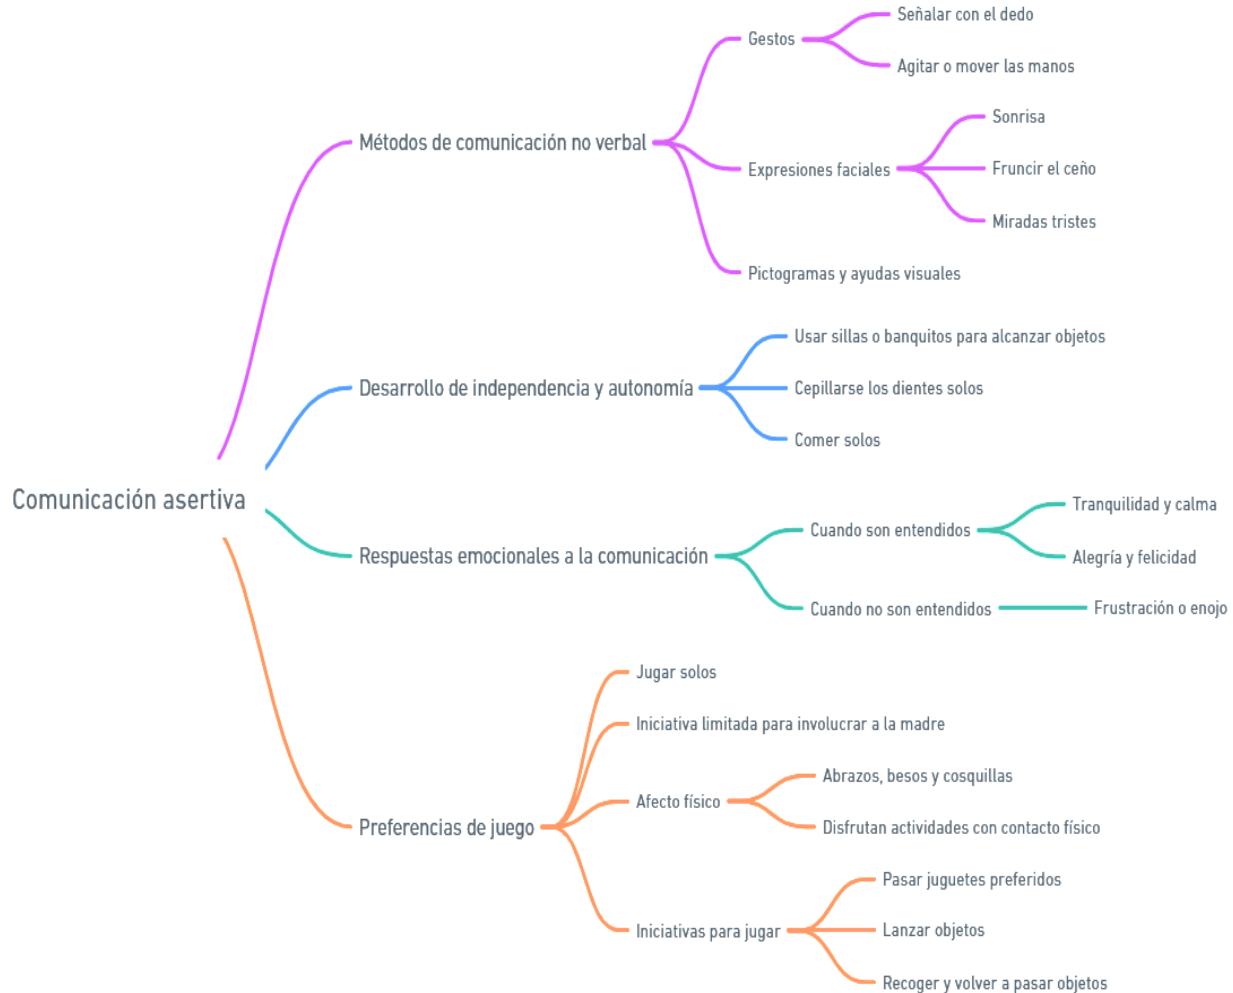 Comunicación asertiva
Métodos de comunicación no verbal
Gestos
Señalar con el dedo
Agitar o mover las manos
Expresiones faciales
Sonrisa
Fruncir el ceño
Miradas tristes
Pictogramas y ayudas visuales
Desarrollo de independencia y autonomía
Usar sillas o banquitos para alcanzar objetos
Cepillarse los dientes solos
Comer solos
Respuestas emocionales a la comunicación
Cuando son entendidos
Tranquilidad y calma
Alegría y felicidad
Cuando no son entendidos
Frustración o enojo
Preferencias de juego
Jugar solos
Iniciativa limitada para involucrar a la madre
Afecto físico
Abrazos, besos y cosquillas
Disfrutan actividades con contacto físico
Iniciativas para jugar
Pasar juguetes preferidos
Lanzar objetos
Recoger y volver a pasar objetos